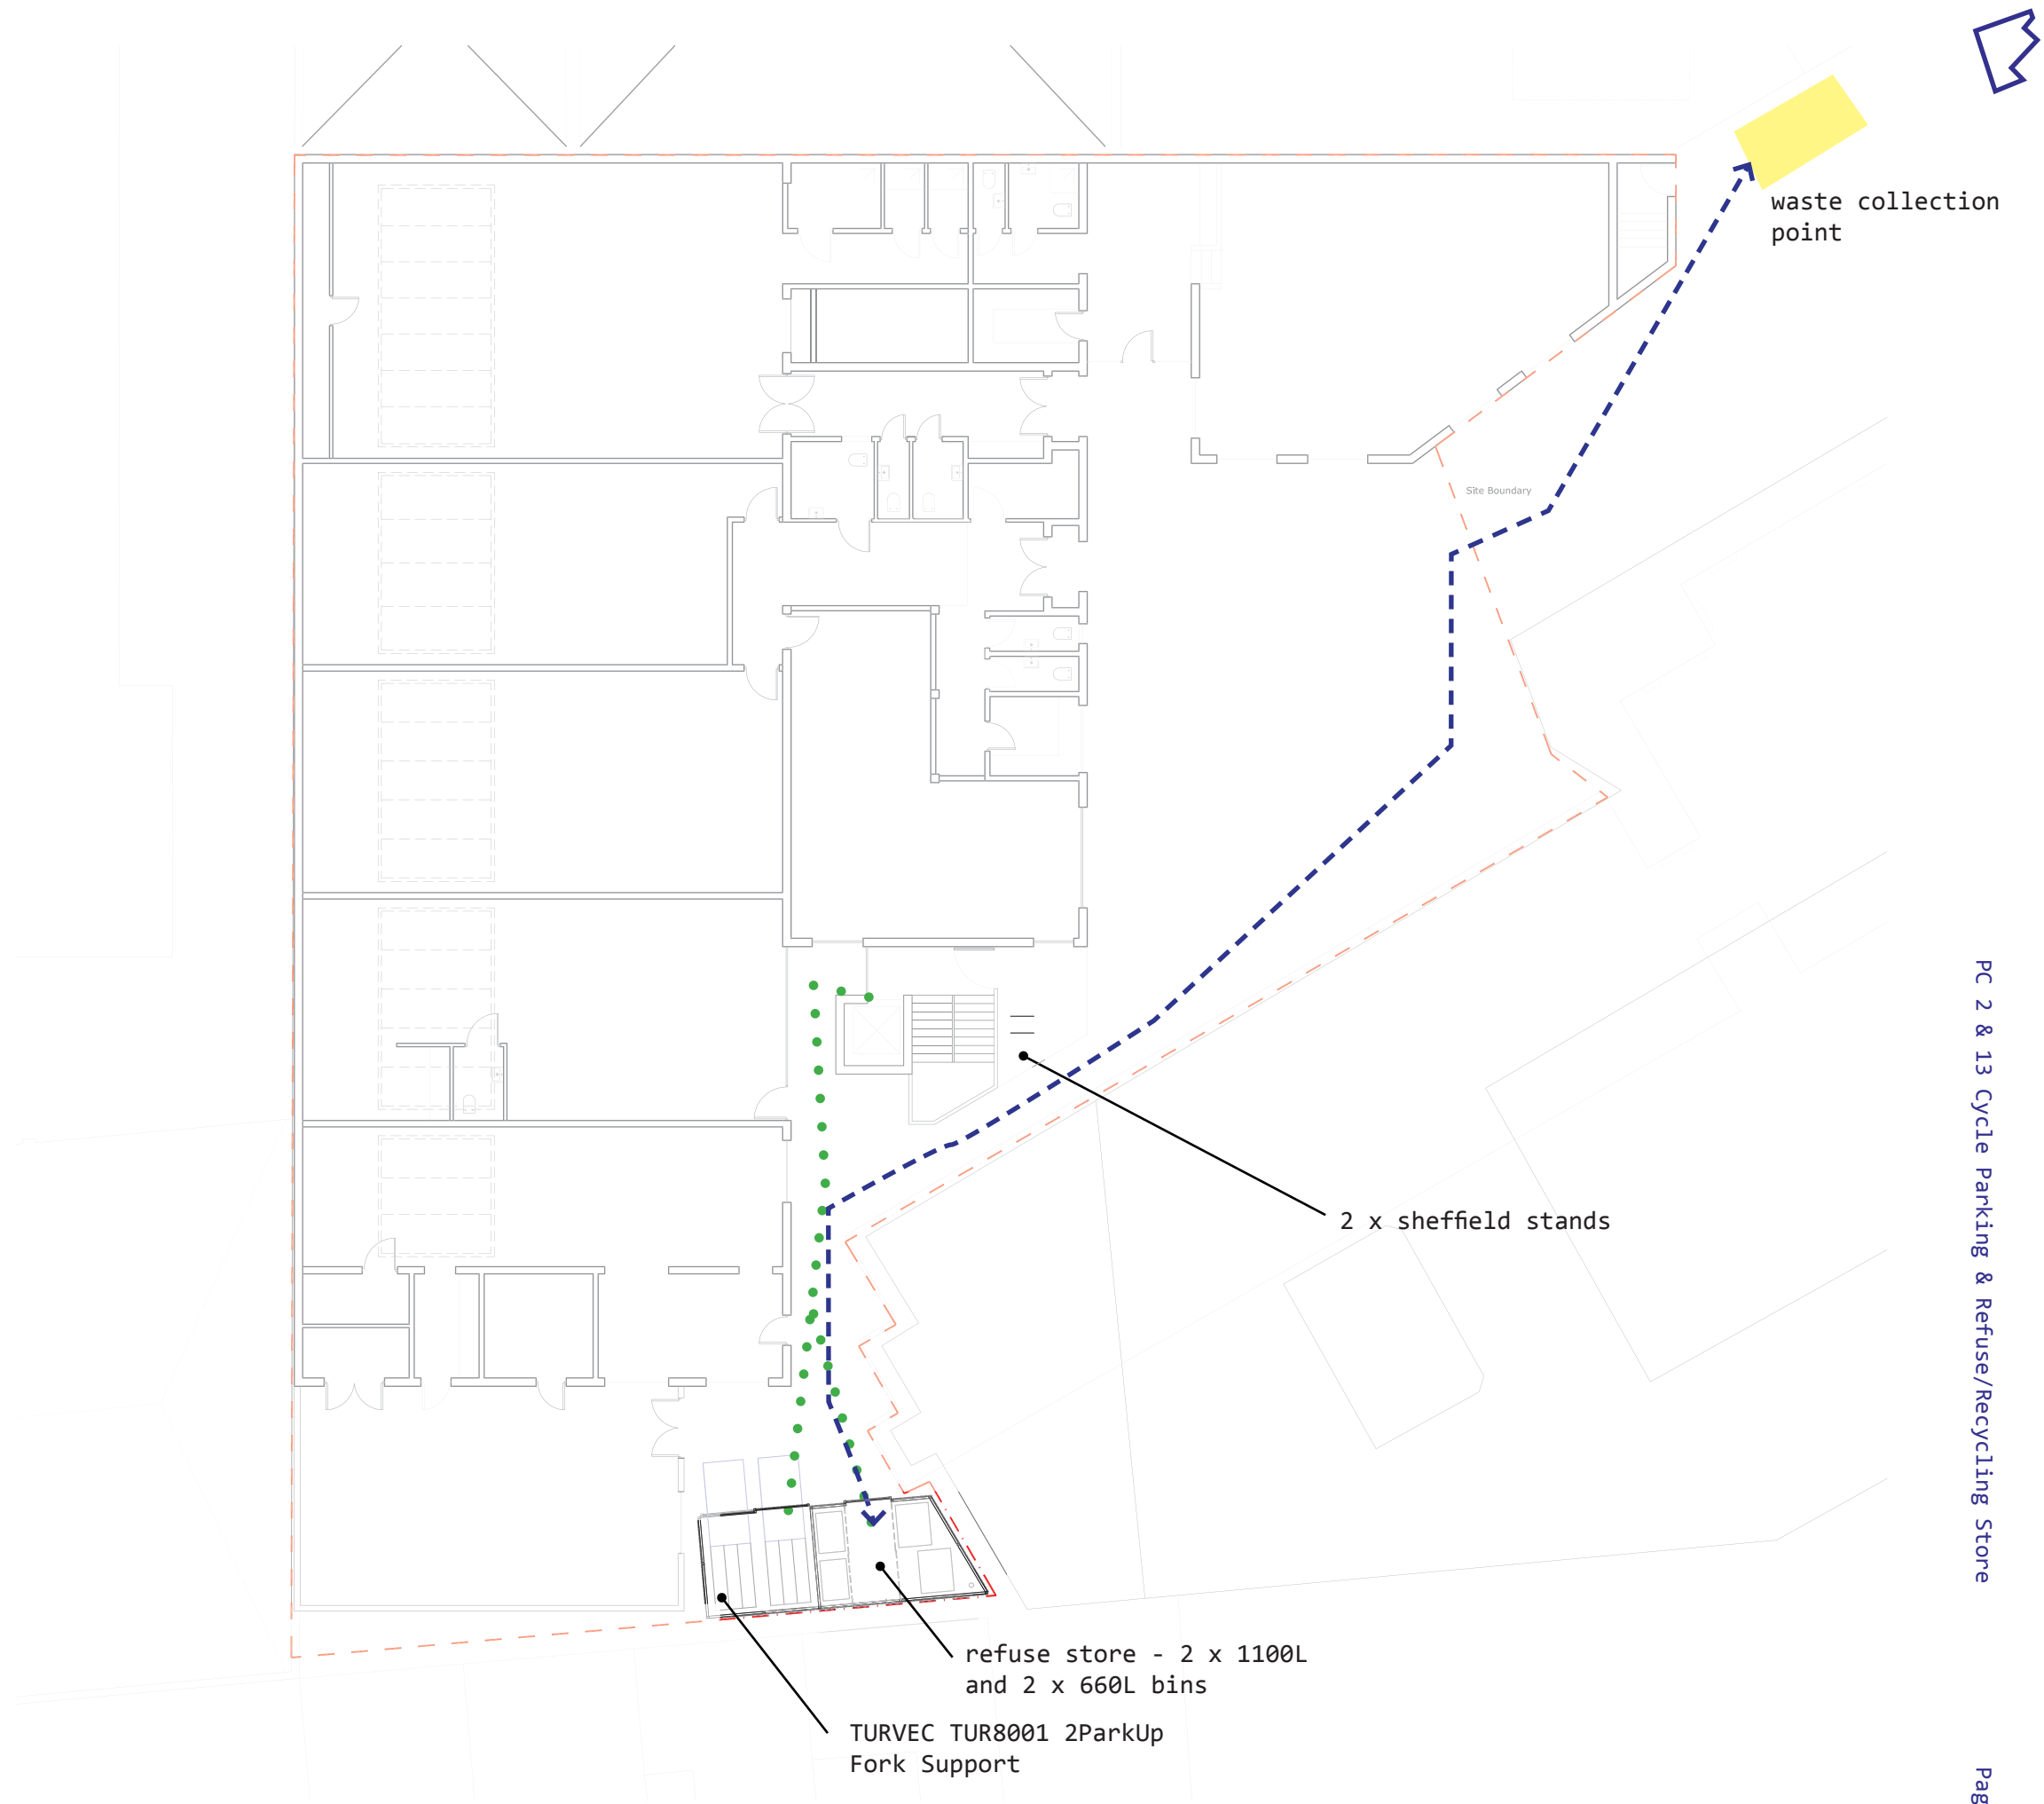 waste collection
point
Site Boundary
2 x sheffield stands
refuse store - 2 x 1100L
and 2 x 660L bins
TURVEC TUR8001 2ParkUp
Fork Support
PC 2 & 13 Cycle Parking & Refuse/Recycling Store
Pag